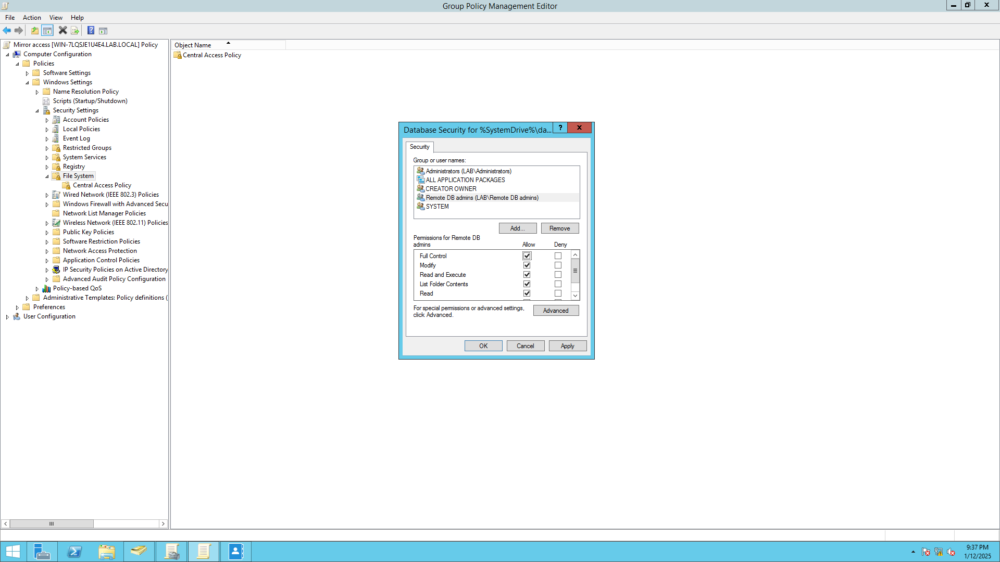 Group Policy Management Editor
File Action View Help
Mirror access [WIN-7LQSJE1U4E4.LAB.LOCAL] Policy
Computer Configuration
Policies
Software Settings
Windows Settings
Name Resolution Policy
Scripts (Startup/Shutdown)
Security Settings
Account Policies
Local Policies
Event Log
Restricted Groups
System Services
Registry
File System
Central Access Policy
Wired Network (IEEE 802.3) Policies
Windows Firewall with Advanced Secu
Network List Manager Policies
Wireless Network (IEEE 802.11) Policies
Public Key Policies
Software Restriction Policies
Network Access Protection
Application Control Policies
IP Security Policies on Active Directory
Advanced Audit Policy Configuration
Policy-based QoS
Administrative Templates: Policy definitions (
Preferences
User Configuration
Object Name
Central Access Policy
Database Security for %SystemDrive%\da...
Security
Group or user names:
Administrators (LAB\Administrators)
ALL APPLICATION PACKAGES
CREATOR OWNER
Remote DB admins (LAB\Remote DB admins)
SYSTEM
Add... Remove
Permissions for Remote DB
admins Allow Deny
Full Control
Modify
Read and Execute
List Folder Contents
Read
For special permissions or advanced settings,
click Advanced.
Advanced
OK Cancel Apply
9:37 PM
1/12/2025